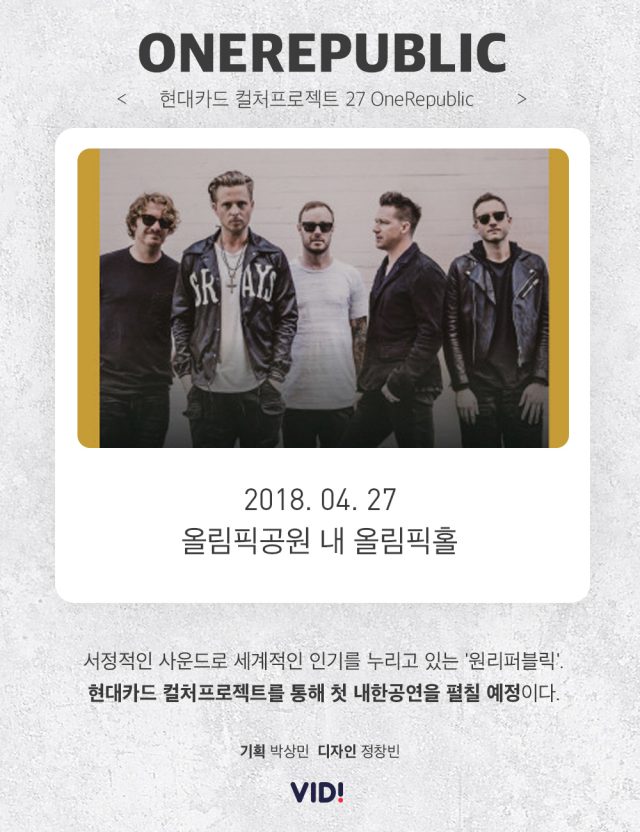 ONEREPUBLIC
< 현대카드 컬처프로젝트 27 OneRepublic >
2018. 04. 27
올림픽공원 내 올림픽홀
서정적인 사운드로 세계적인 인기를 누리고 있는 '원리퍼블릭'.
현대카드 컬처프로젝트를 통해 첫 내한공연을 펼칠 예정이다.
기획 박상민 디자인 정창빈
VID!